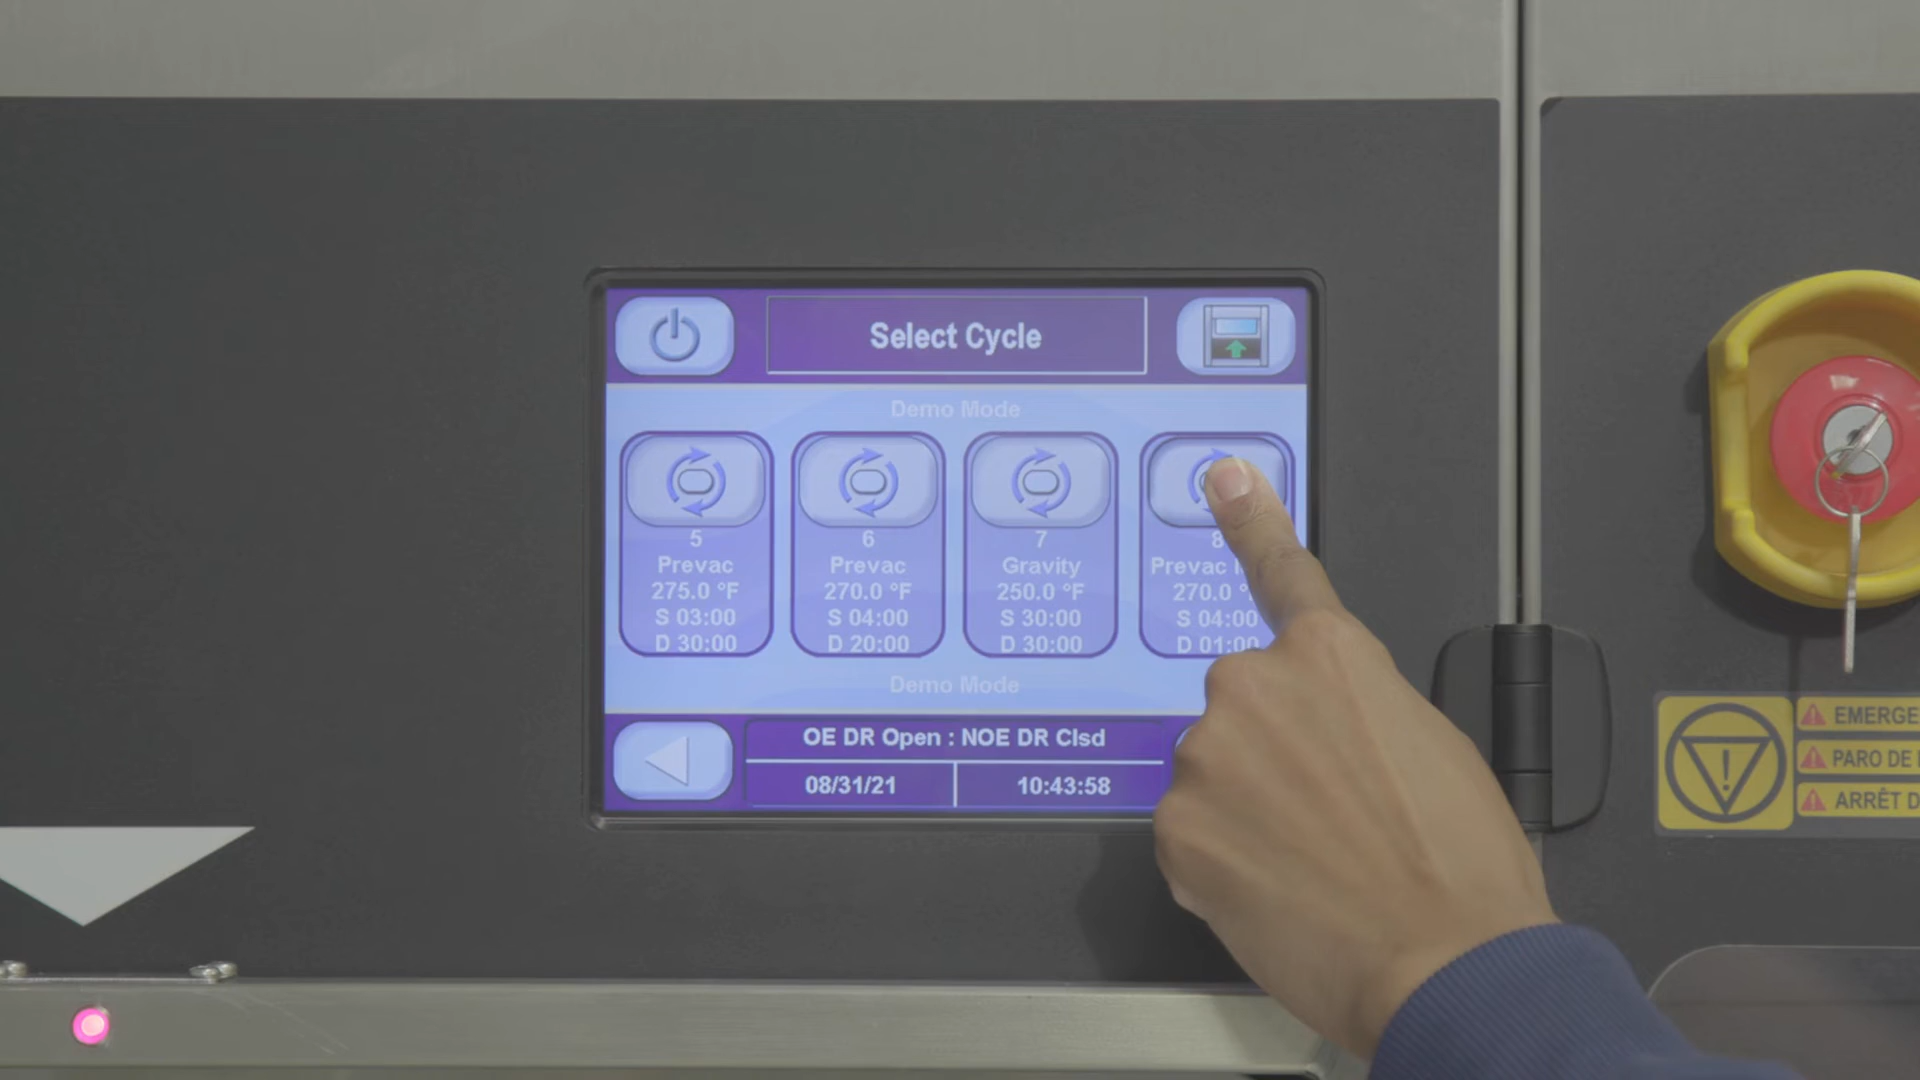 Select Cycle
Demo Mode
5
Prevac
275.0 °F
S 03:00
D 30:00
6
Prevac
270.0 °F
S 04:00
D 20:00
7
Gravity
250.0 °F
S 30:00
D 30:00
8
Prevac
270.0
S 04:00
D 01:00
Demo Mode
OE DR Open : NOE DR Clsd
08/31/21
10:43:58
EMERGE
PARO DE
ARRÊT D